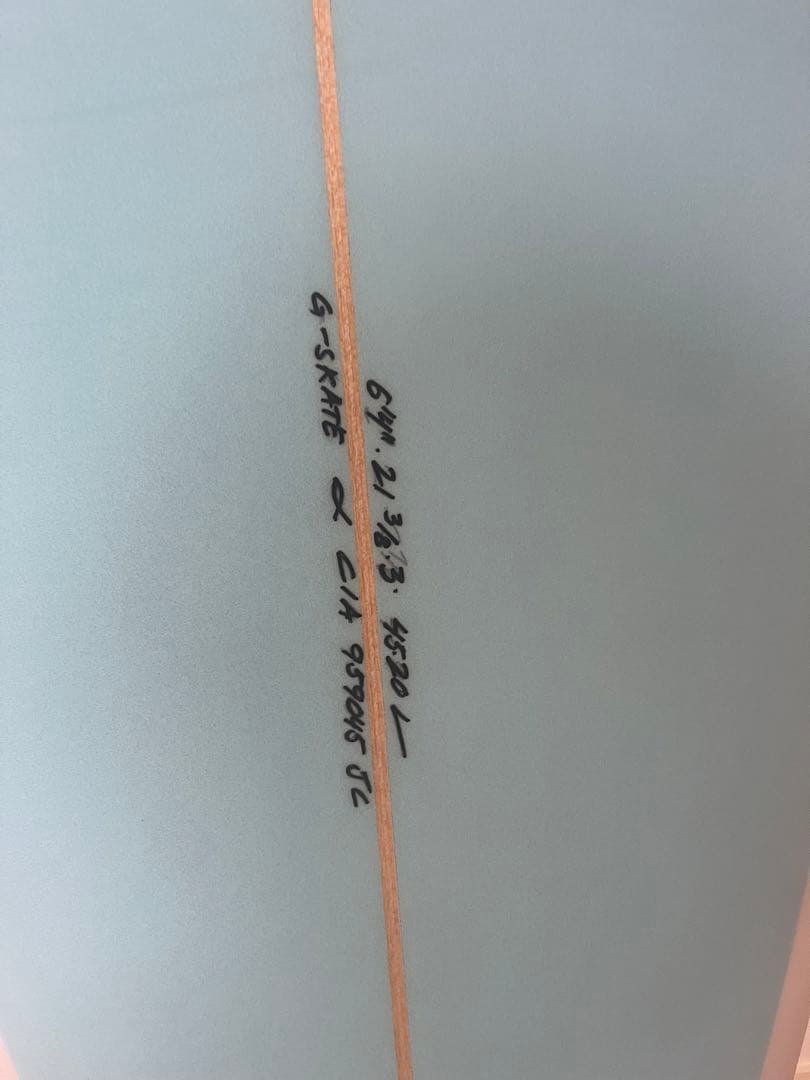 6'4". 21 3/8 . 3 . 45.20 L
G-SKATE α CIA 959045 JC